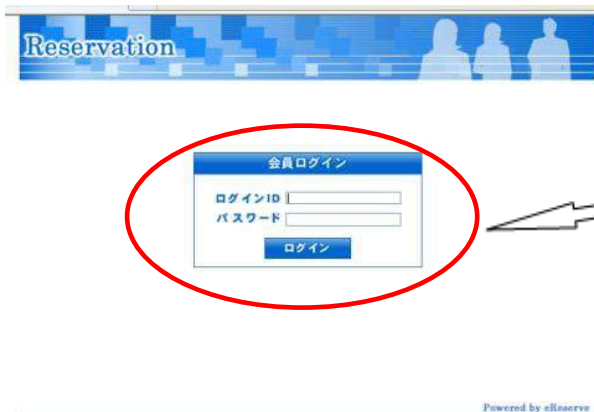 Reservation
会員ログイン
ログインID
パスワード
ログイン
Powered by eReserve